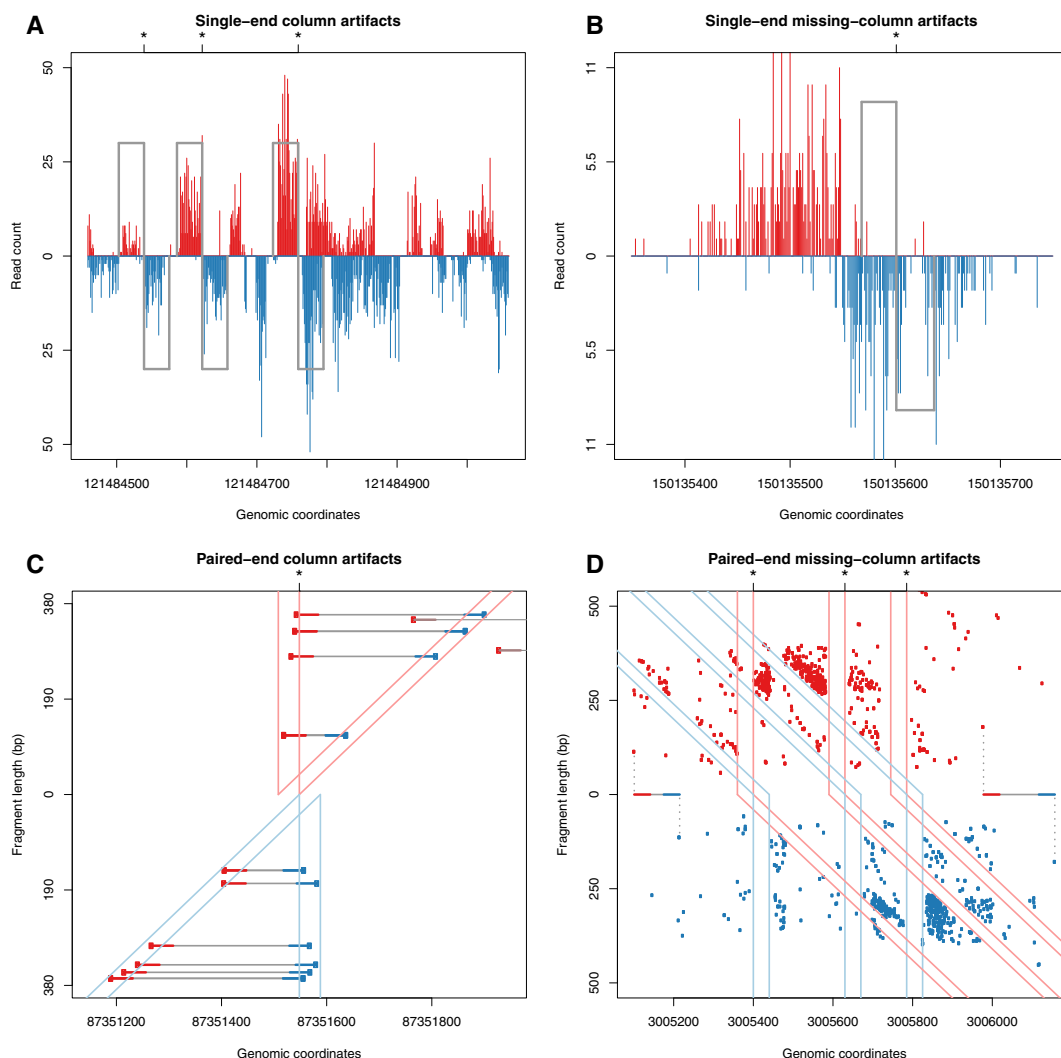 A
Single−end column artifacts
* * *
50
25
0
25
50
Read count
121484500 121484700 121484900
Genomic coordinates
B
Single−end missing−column artifacts
*
11
5.5
0
5.5
11
Read count
150135400 150135500 150135600 150135700
Genomic coordinates
C
Paired−end column artifacts
*
380
190
0
190
380
Fragment length (bp)
87351200 87351400 87351600 87351800
Genomic coordinates
D
Paired−end missing−column artifacts
* * *
500
250
0
250
500
Fragment length (bp)
3005200 3005400 3005600 3005800 3006000
Genomic coordinates